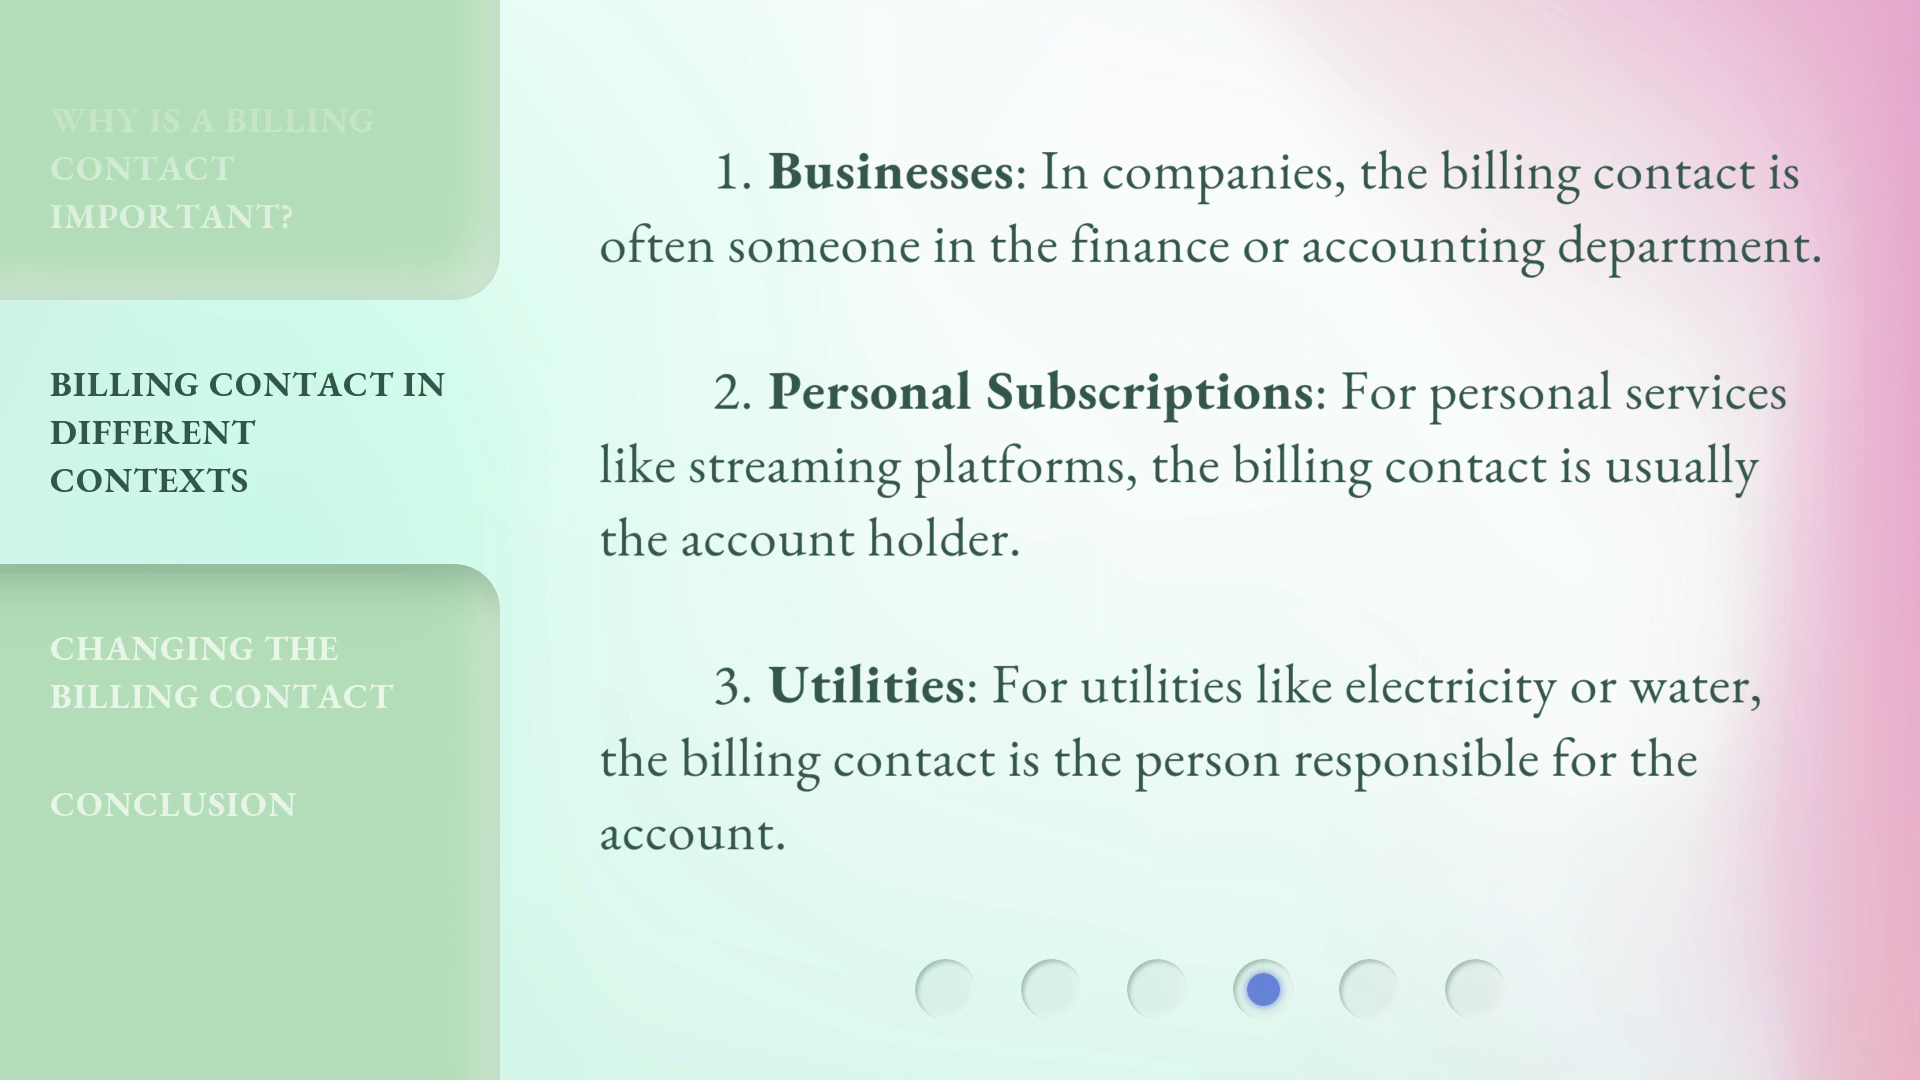 WHY IS A BILLING
CONTACT
IMPORTANT?
BILLING CONTACT IN
DIFFERENT
CONTEXTS
CHANGING THE
BILLING CONTACT
CONCLUSION
1. Businesses: In companies, the billing contact is
often someone in the finance or accounting department.
2. Personal Subscriptions: For personal services
like streaming platforms, the billing contact is usually
the account holder.
3. Utilities: For utilities like electricity or water,
the billing contact is the person responsible for the
account.